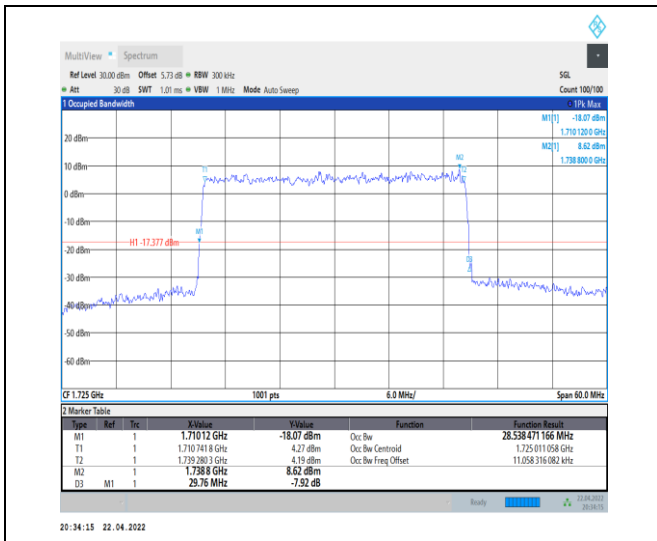 MultiView Spectrum
Ref Level 30.00 dBm Offset 5.73 dB RBW 300 kHz SGL
Att 30 dB SWT 1.01 ms VBW 1 MHz Mode Auto Sweep Count 100/100
1 Occupied Bandwidth 1Pk Max
M1[1] -18.07 dBm
1.710 120 0 GHz
M2[1] 8.62 dBm
1.738 800 0 GHz
20 dBm
M2
10 dBm
T1 T2
0 dBm
-10 dBm
M1
H1 -17.377 dBm
-20 dBm
D3
-30 dBm
-40 dBm
-50 dBm
-60 dBm
CF 1.725 GHz 1001 pts 6.0 MHz/ Span 60.0 MHz
2 Marker Table
Type Ref Trc X-Value Y-Value Function Function Result
M1 1 1.71012 GHz -18.07 dBm Occ Bw 28.538 471 166 MHz
T1 1 1.710 741 8 GHz 4.27 dBm Occ Bw Centroid 1.725 011 058 GHz
T2 1 1.739 280 3 GHz 4.19 dBm Occ Bw Freq Offset 11.058 316 082 kHz
M2 1 1.738 8 GHz 8.62 dBm
D3 M1 1 29.76 MHz -7.92 dB
Ready 22.04.2022
20:34:15
20:34:15 22.04.2022